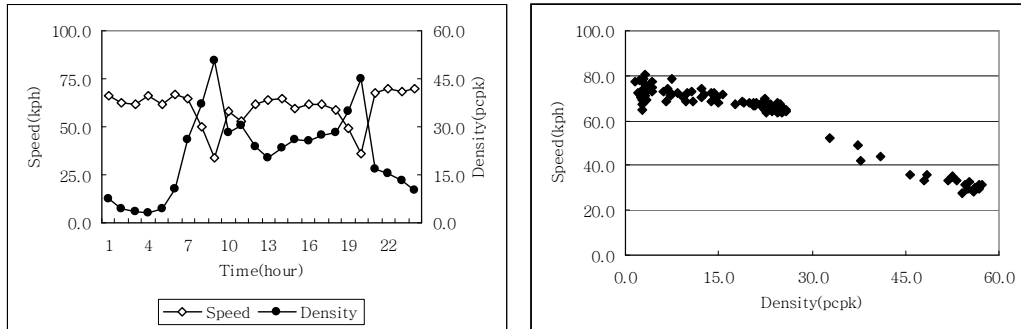 100.0
75.0
50.0
25.0
0.0
Speed(kph)
60.0
45.0
30.0
15.0
0.0
Density(pcpk)
1 4 7 10 13 16 19 22
Time(hour)
Speed Density
100.0
80.0
60.0
40.0
20.0
0.0
Speed(kph)
0.0 15.0 30.0 45.0 60.0
Density(pcpk)